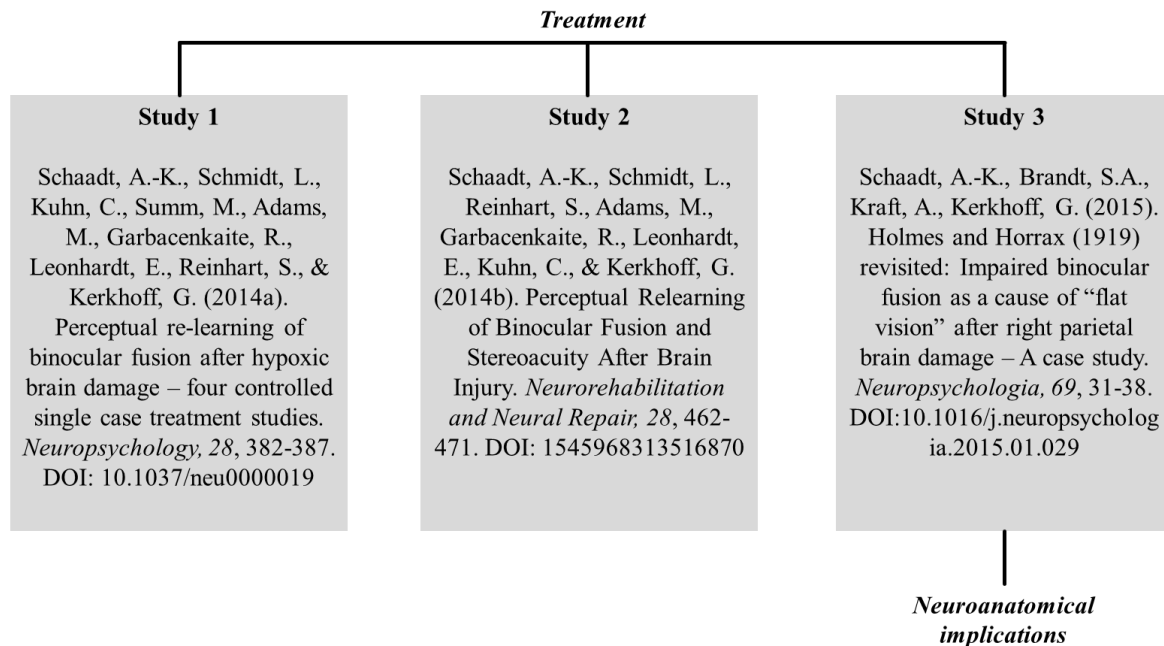 Treatment
Study 1
Schaadt, A.-K., Schmidt, L.,
Kuhn, C., Summ, M., Adams,
M., Garbacenkaite, R.,
Leonhardt, E., Reinhart, S., &
Kerkhoff, G. (2014a).
Perceptual re-learning of
binocular fusion after hypoxic
brain damage – four controlled
single case treatment studies.
Neuropsychology, 28, 382-387.
DOI: 10.1037/neu0000019
Study 2
Schaadt, A.-K., Schmidt, L.,
Reinhart, S., Adams, M.,
Garbacenkaite, R., Leonhardt,
E., Kuhn, C., & Kerkhoff, G.
(2014b). Perceptual Relearning
of Binocular Fusion and
Stereoacuity After Brain
Injury. Neurorehabilitation
and Neural Repair, 28, 462-
471. DOI: 1545968313516870
Study 3
Schaadt, A.-K., Brandt, S.A.,
Kraft, A., Kerkhoff, G. (2015).
Holmes and Horrax (1919)
revisited: Impaired binocular
fusion as a cause of “flat
vision” after right parietal
brain damage – A case study.
Neuropsychologia, 69, 31-38.
DOI:10.1016/j.neuropsycholog
ia.2015.01.029
Neuroanatomical
implications